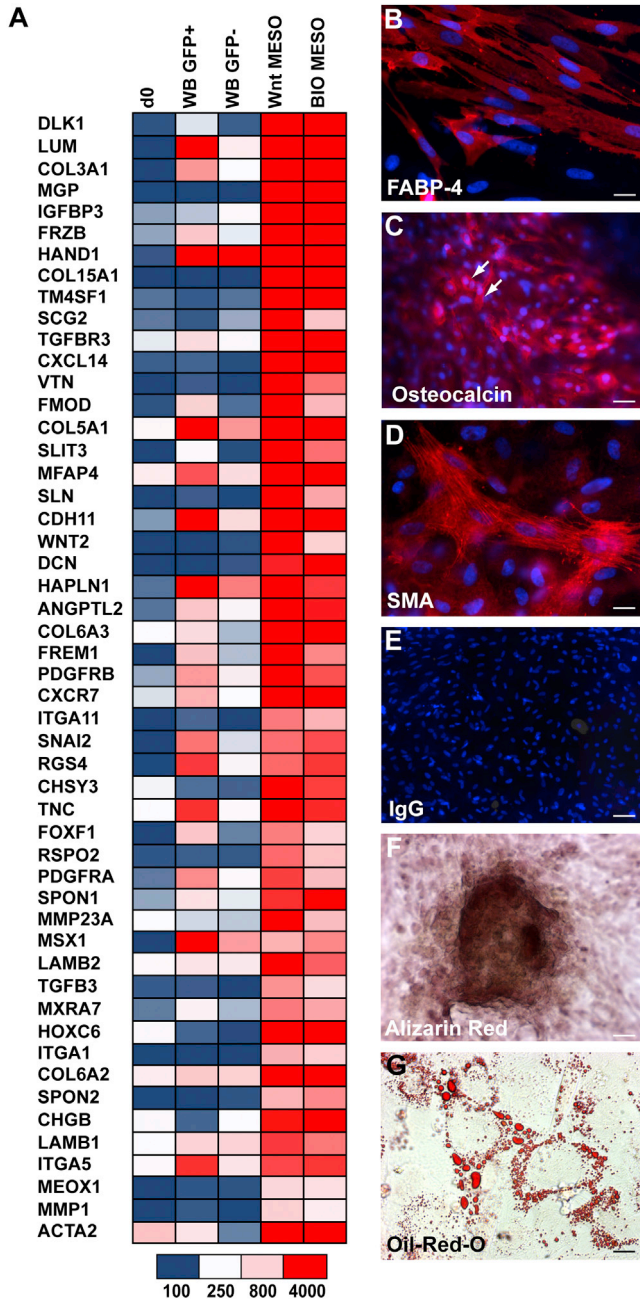 A
d0
WB GFP+
WB GFP-
Wnt MESO
BIO MESO
DLK1
LUM
COL3A1
MGP
IGFBP3
FRZB
HAND1
COL15A1
TM4SF1
SCG2
TGFBR3
CXCL14
VTN
FMOD
COL5A1
SLIT3
MFAP4
SLN
CDH11
WNT2
DCN
HAPLN1
ANGPTL2
COL6A3
FREM1
PDGFRB
CXCR7
ITGA11
SNAI2
RGS4
CHSY3
TNC
FOXF1
RSPO2
PDGFRA
SPON1
MMP23A
MSX1
LAMB2
TGFB3
MXRA7
HOXC6
ITGA1
COL6A2
SPON2
CHGB
LAMB1
ITGA5
MEOX1
MMP1
ACTA2
100 250 800 4000
B
FABP-4
C
Osteocalcin
D
SMA
E
IgG
F
Alizarin Red
G
Oil-Red-O